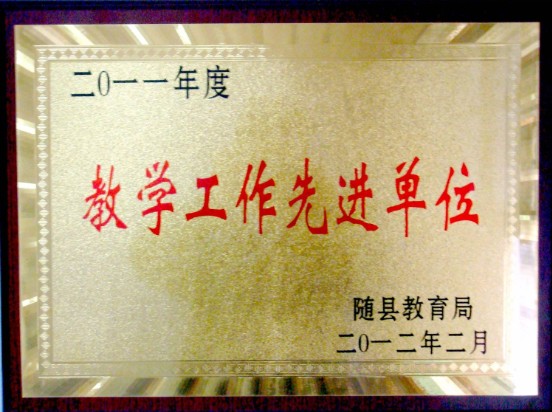 二0一一年度
教学工作先进单位
随县教育局
二0一二年二月